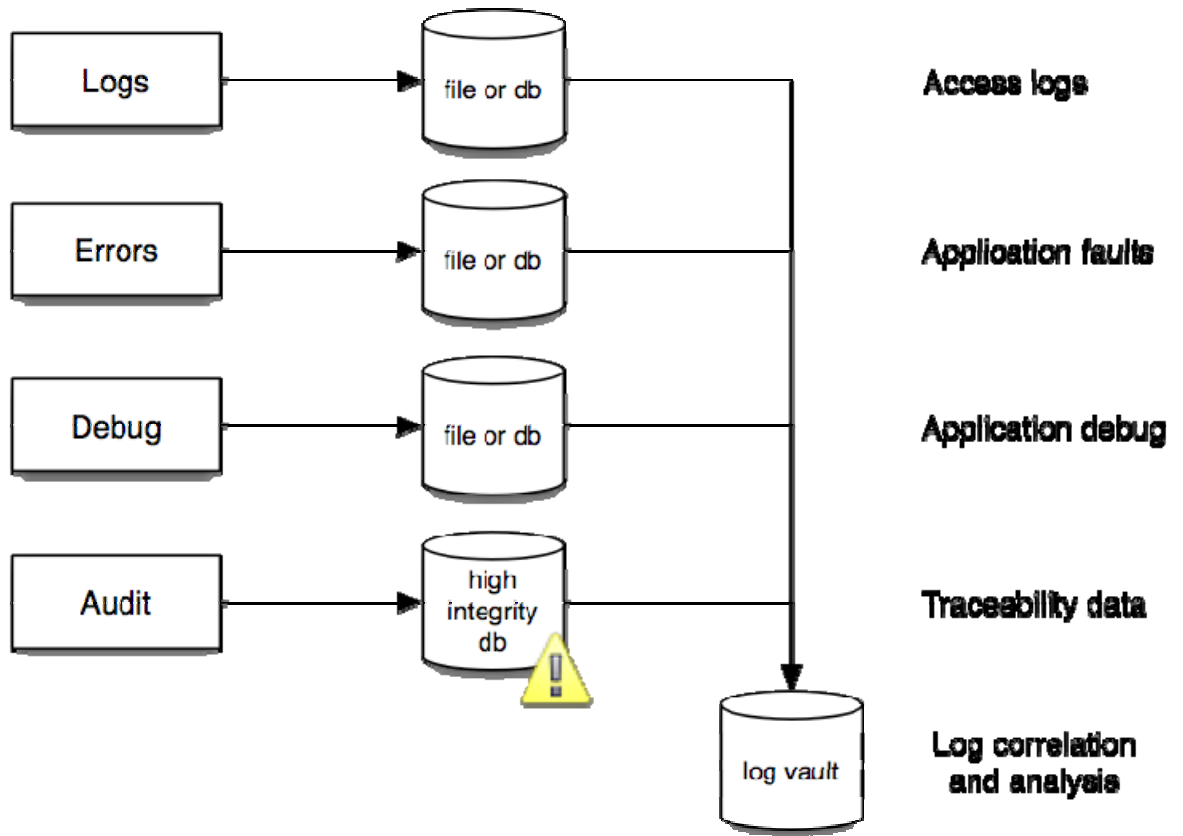 Logs
file or db
Access logs
Errors
file or db
Application faults
Debug
file or db
Application debug
Audit
high
integrity
db
!
Traceability data
log vault
Log correlation
and analysis